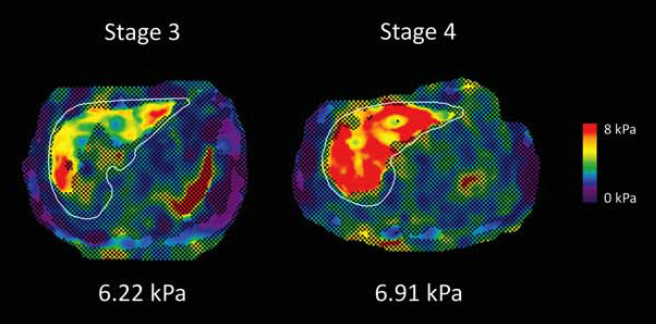 Stage 3
Stage 4
8 kPa
0 kPa
6.22 kPa
6.91 kPa